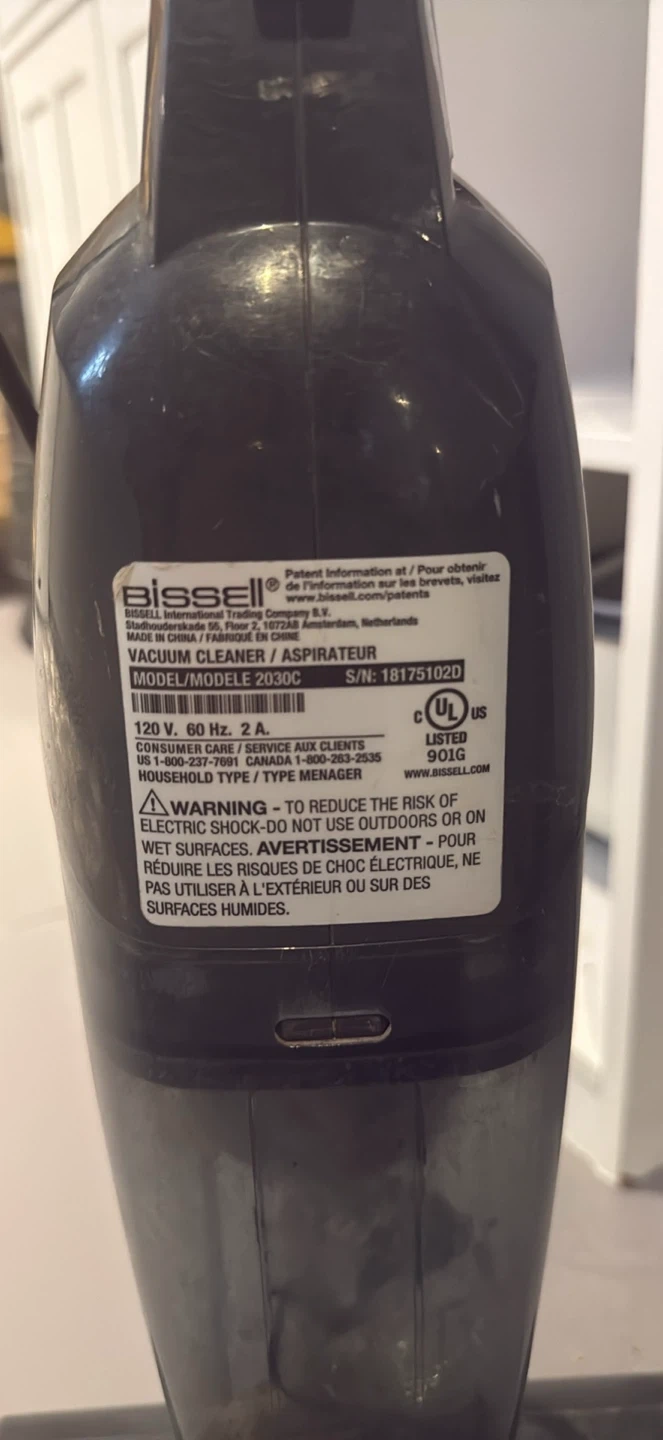 BISSELL®
Patent Information at / Pour obtenir
de l'information sur les brevets, visitez
www.bissell.com/patents
BISSELL International Trading Company B.V.
Stadhouderskade 55, Floor 2, 1072AB Amsterdam, Netherlands
MADE IN CHINA / FABRIQUÉ EN CHINE
VACUUM CLEANER / ASPIRATEUR
MODEL/MODELE 2030C S/N: 18175102D
120 V. 60 Hz. 2 A.
C UL US
LISTED
901G
WWW.BISSELL.COM
CONSUMER CARE / SERVICE AUX CLIENTS
US 1-800-237-7691 CANADA 1-800-263-2535
HOUSEHOLD TYPE / TYPE MENAGER
WARNING - TO REDUCE THE RISK OF
ELECTRIC SHOCK-DO NOT USE OUTDOORS OR ON
WET SURFACES. AVERTISSEMENT - POUR
RÉDUIRE LES RISQUES DE CHOC ÉLECTRIQUE, NE
PAS UTILISER À L'EXTÉRIEUR OU SUR DES
SURFACES HUMIDES.